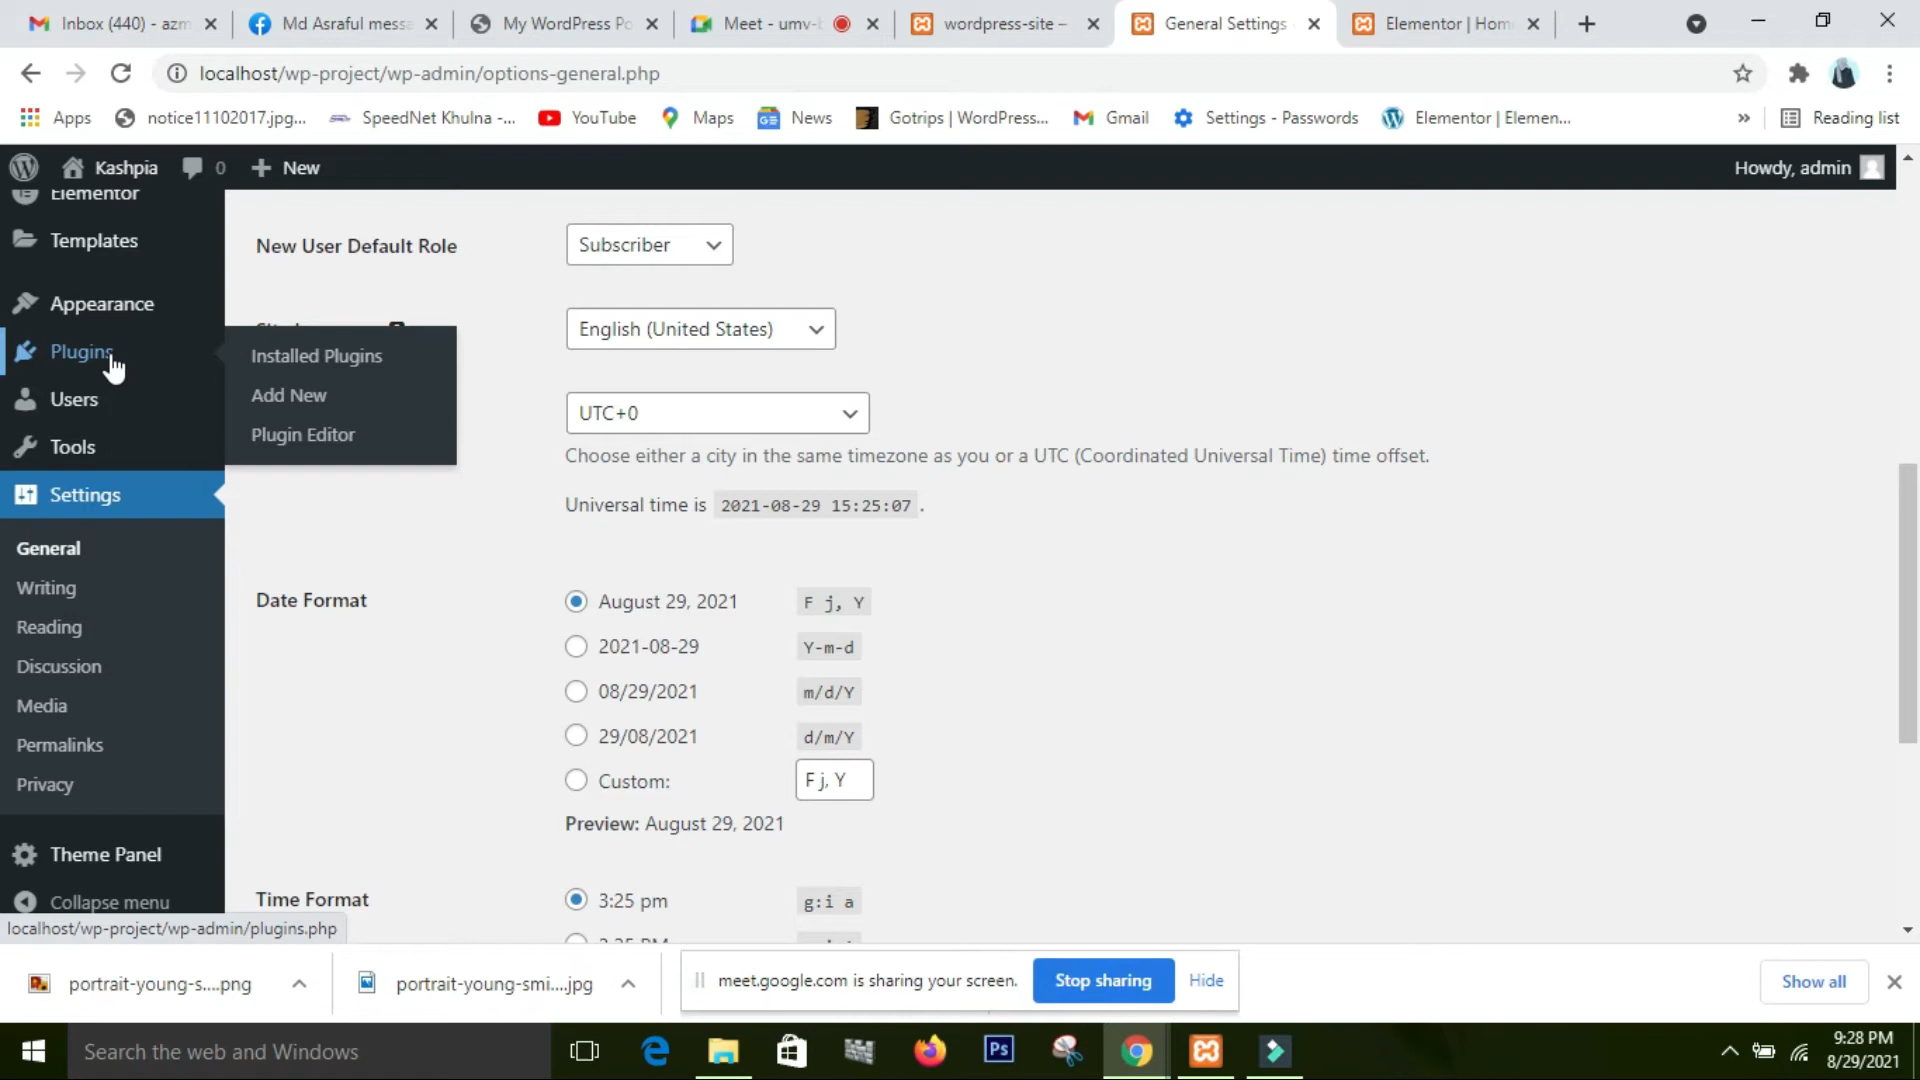 Inbox (440) - azm
Md Asraful messa
My WordPress Po
Meet - umv-b
wordpress-site –
General Settings
Elementor | Hom
localhost/wp-project/wp-admin/options-general.php
Apps
notice11102017.jpg...
SpeedNet Khulna -...
YouTube
Maps
News
Gotrips | WordPress...
Gmail
Settings - Passwords
Elementor | Elemen...
»
Reading list
Kashpia
0
New
Howdy, admin
Elementor
Templates
Appearance
Plugins
Users
Tools
Settings
General
Writing
Reading
Discussion
Media
Permalinks
Privacy
Theme Panel
Collapse menu
Installed Plugins
Add New
Plugin Editor
New User Default Role
Subscriber
English (United States)
UTC+0
Choose either a city in the same timezone as you or a UTC (Coordinated Universal Time) time offset.
Universal time is 2021-08-29 15:25:07 .
Date Format
August 29, 2021 F j, Y
2021-08-29 Y-m-d
08/29/2021 m/d/Y
29/08/2021 d/m/Y
Custom: F j, Y
Preview: August 29, 2021
Time Format
3:25 pm g:i a
localhost/wp-project/wp-admin/plugins.php
portrait-young-s....png
portrait-young-smi....jpg
meet.google.com is sharing your screen.
Stop sharing
Hide
Show all
Search the web and Windows
Ps
9:28 PM
8/29/2021